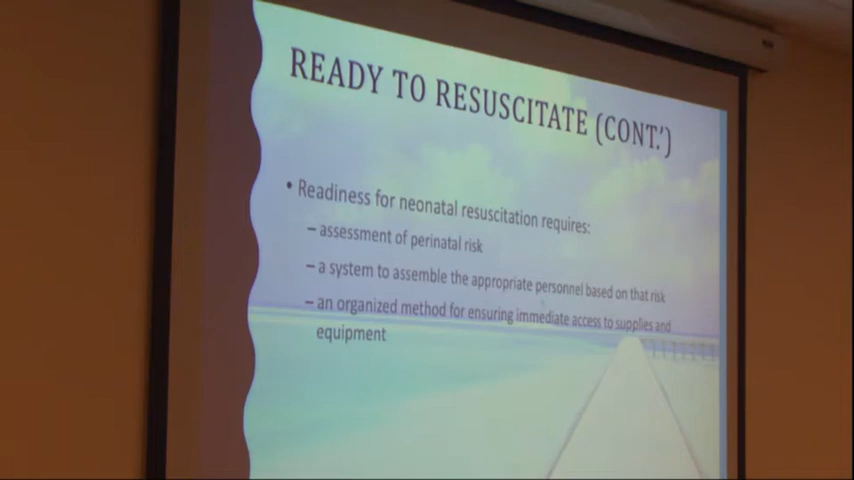 READY TO RESUSCITATE (CONT.')
• Readiness for neonatal resuscitation requires:
– assessment of perinatal risk
– a system to assemble the appropriate personnel based on that risk
– an organized method for ensuring immediate access to supplies and
equipment